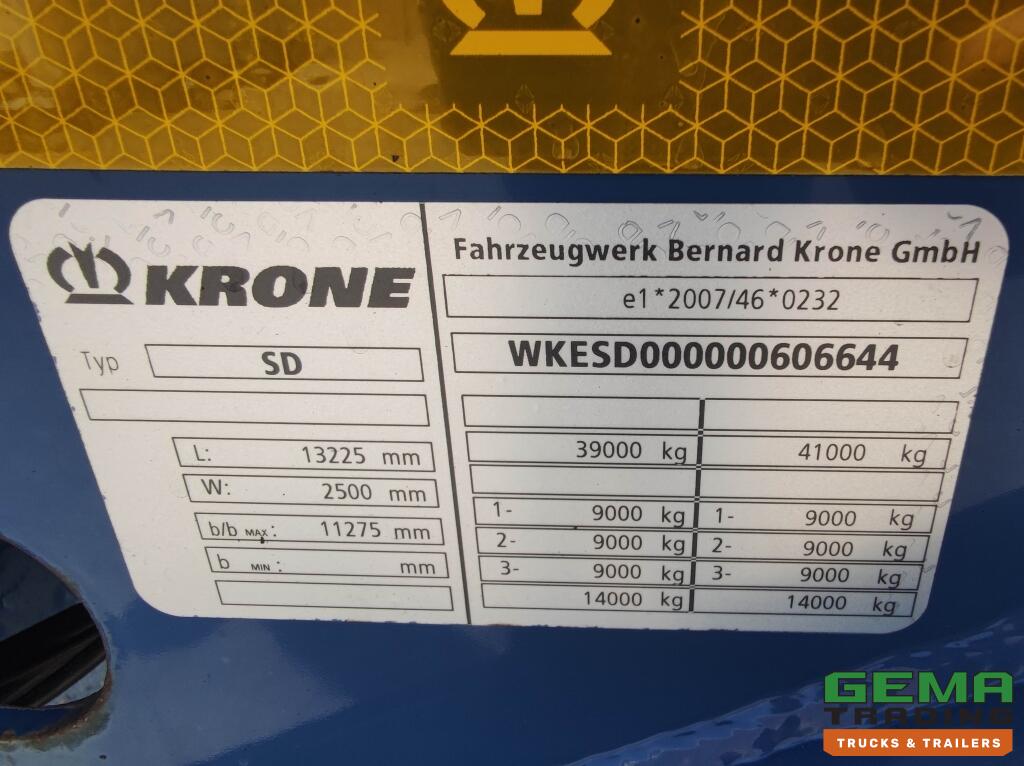 KRONE
Typ SD
L: 13225 mm
W: 2500 mm
b/b MAX: 11275 mm
b MIN: mm
Fahrzeugwerk Bernard Krone GmbH
e1*2007/46*0232
WKESD000000606644
39000 kg 41000 kg
1- 9000 kg 1- 9000 kg
2- 9000 kg 2- 9000 kg
3- 9000 kg 3- 9000 kg
14000 kg 14000 kg
GEMA
TRADING
TRUCKS & TRAILERS